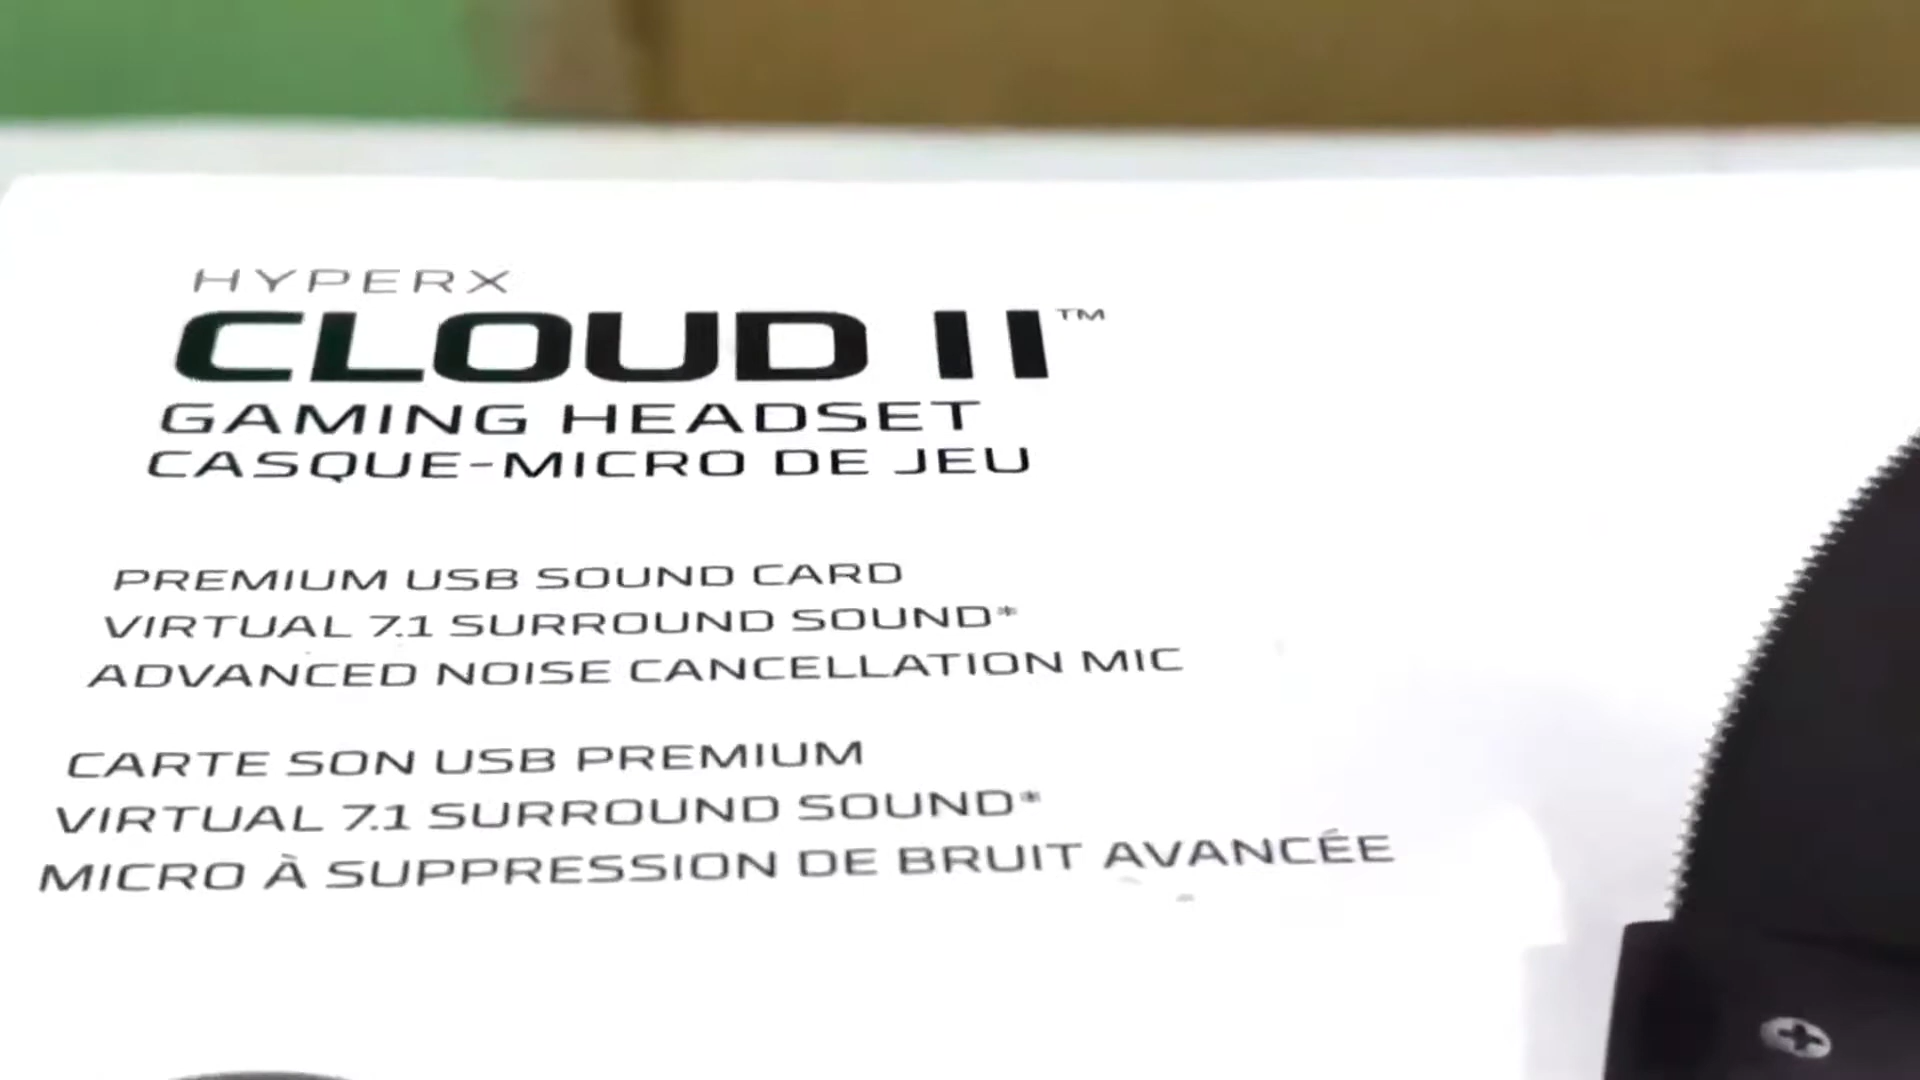 HYPERX
CLOUD II™
GAMING HEADSET
CASQUE-MICRO DE JEU
PREMIUM USB SOUND CARD
VIRTUAL 7.1 SURROUND SOUND*
ADVANCED NOISE CANCELLATION MIC
CARTE SON USB PREMIUM
VIRTUAL 7.1 SURROUND SOUND*
MICRO À SUPPRESSION DE BRUIT AVANCÉE